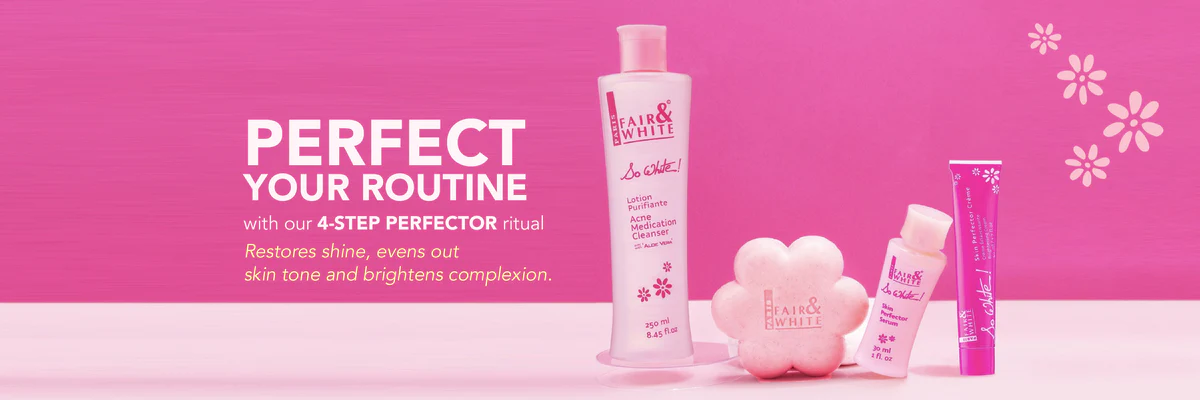 PERFECT
YOUR ROUTINE
with our 4-STEP PERFECTOR ritual
Restores shine, evens out
skin tone and brightens complexion.
PARIS
FAIR&
WHITE
So White!
Lotion
Purifiante
Acne
Medication
Cleanser
"ALOE VERA"
250 ml
8.45 fl.oz
PARIS
FAIR&
WHITE
FAIR&
WHITE
So White!
Skin
Perfector
Serum
30 ml
1 fl. oz
Skin Perfector Crème
So White!
FAIR&
WHITE